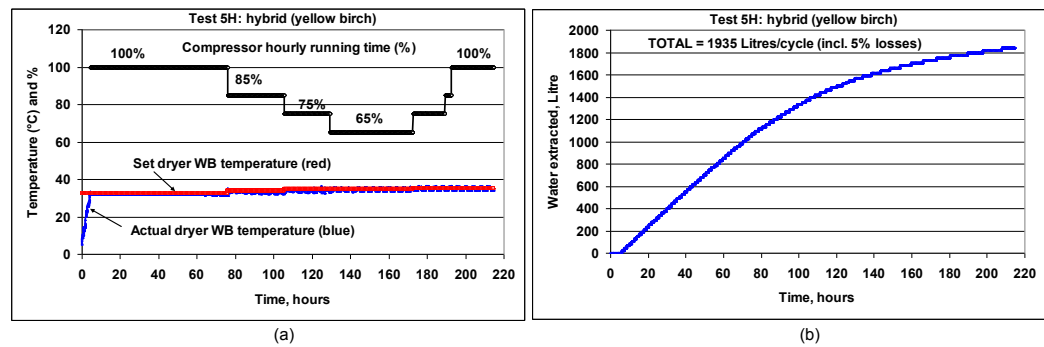 Test 5H: hybrid (yellow birch)
120
100
80
60
40
20
0
Temperature (°C) and %
100%
Compressor hourly running time (%)
100%
85%
75%
65%
Set dryer WB temperature (red)
Actual dryer WB temperature (blue)
0 20 40 60 80 100 120 140 160 180 200 220
Time, hours
(a)
Test 5H: hybrid (yellow birch)
2000
1800
1600
1400
1200
1000
800
600
400
200
0
Water extracted, Litre
TOTAL = 1935 Litres/cycle (incl. 5% losses)
0 20 40 60 80 100 120 140 160 180 200 220
Time, hours
(b)